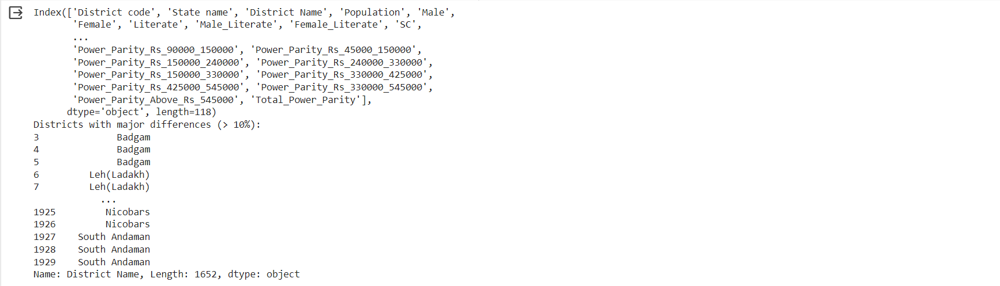 Index(['District code', 'State name', 'District Name', 'Population', 'Male',
       'Female', 'Literate', 'Male_Literate', 'Female_Literate', 'SC',
       ...
       'Power_Parity_Rs_90000_150000', 'Power_Parity_Rs_45000_150000',
       'Power_Parity_Rs_150000_240000', 'Power_Parity_Rs_240000_330000',
       'Power_Parity_Rs_150000_330000', 'Power_Parity_Rs_330000_425000',
       'Power_Parity_Rs_425000_545000', 'Power_Parity_Rs_330000_545000',
       'Power_Parity_Above_Rs_545000', 'Total_Power_Parity'],
      dtype='object', length=118)
Districts with major differences (> 10%):
3              Badgam
4              Badgam
5              Badgam
6         Leh(Ladakh)
7         Leh(Ladakh)
            ...
1925         Nicobars
1926         Nicobars
1927    South Andaman
1928    South Andaman
1929    South Andaman
Name: District Name, Length: 1652, dtype: object